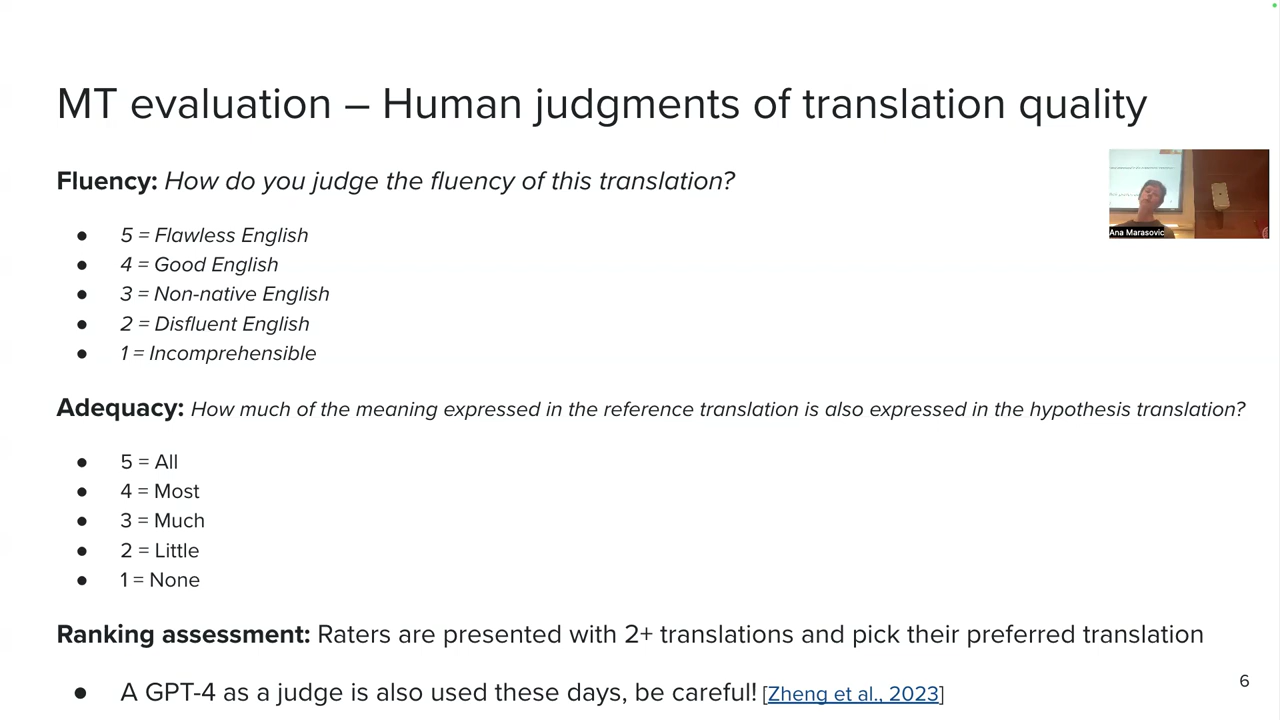 MT evaluation – Human judgments of translation quality
Fluency: How do you judge the fluency of this translation?
● 5 = Flawless English
● 4 = Good English
● 3 = Non-native English
● 2 = Disfluent English
● 1 = Incomprehensible
Ana Marasovic
Adequacy: How much of the meaning expressed in the reference translation is also expressed in the hypothesis translation?
● 5 = All
● 4 = Most
● 3 = Much
● 2 = Little
● 1 = None
Ranking assessment: Raters are presented with 2+ translations and pick their preferred translation
● A GPT-4 as a judge is also used these days, be careful! [Zheng et al., 2023]
6